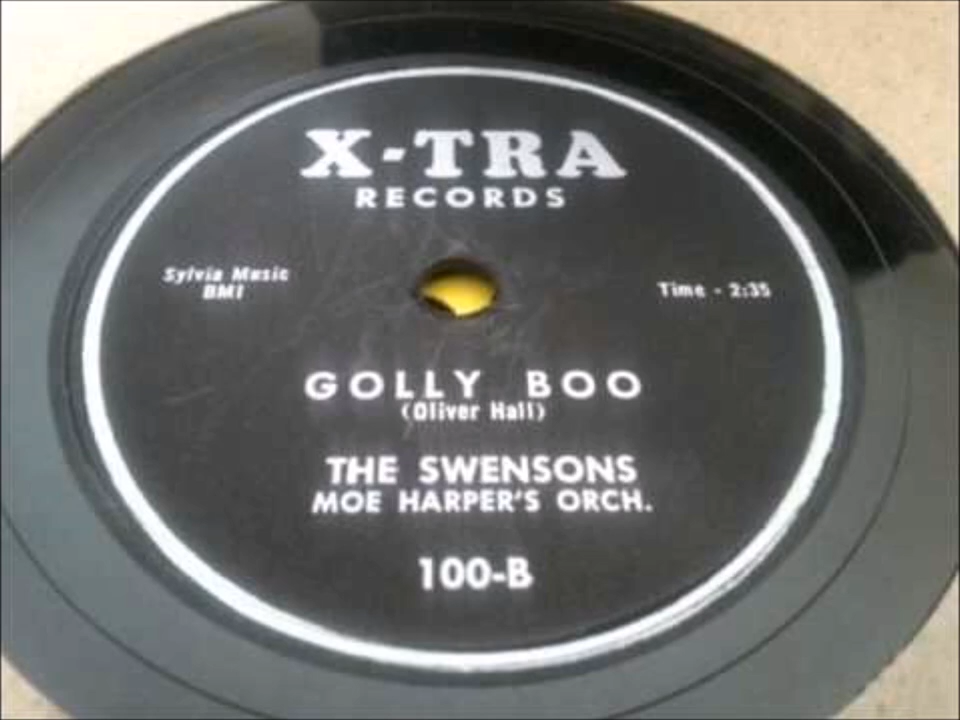 X-TRA
RECORDS
Sylvia Music
BMI
Time - 2:35
GOLLY BOO
(Oliver Hall)
THE SWENSONS
MOE HARPER'S ORCH.
100-B